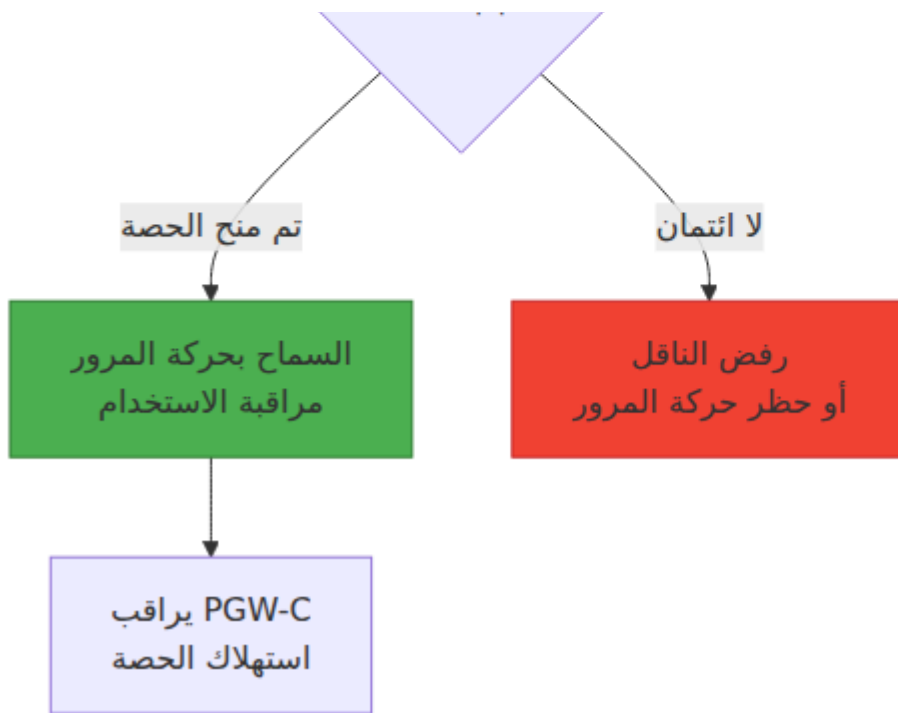 تم منح الحصة
لا ائتمان
السماح بحركة المرور
مراقبة الاستخدام
رفض الناقل
أو حظر حركة المرور
PGW-C يراقب
استهلاك الحصة